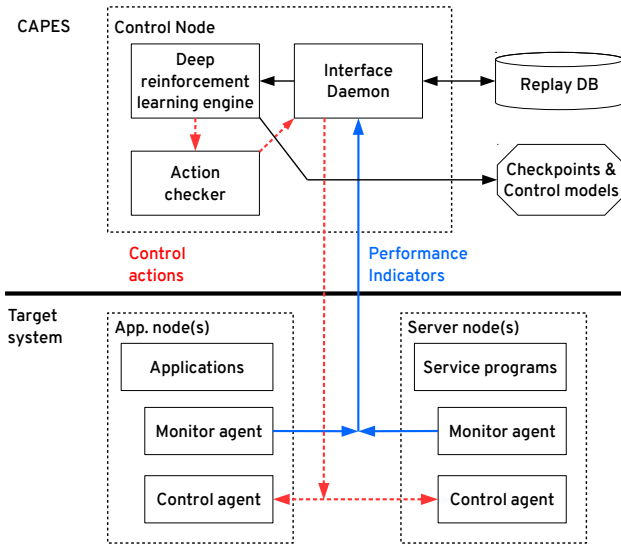 CAPES
Control Node
Deep
reinforcement
learning engine
Interface
Daemon
Replay DB
Action
checker
Checkpoints &
Control models
Control
actions
Performance
Indicators
Target
system
App. node(s)
Server node(s)
Applications
Service programs
Monitor agent
Monitor agent
Control agent
Control agent